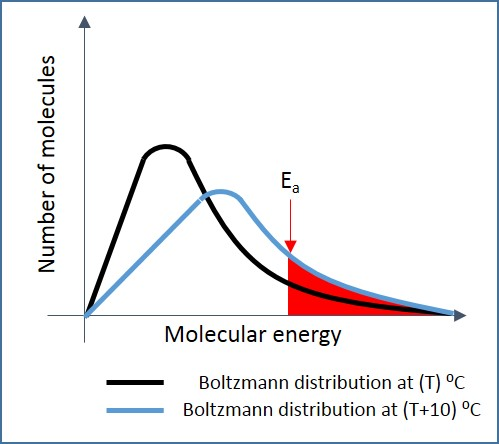 Number of molecules
Eₐ
Molecular energy
Boltzmann distribution at (T) ⁰C
Boltzmann distribution at (T+10) ⁰C